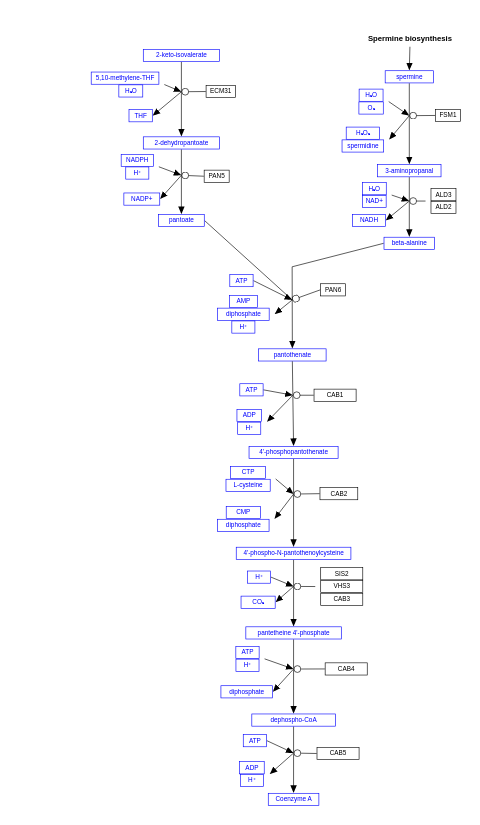 Spermine biosynthesis
2-keto-isovalerate
spermine
5,10-methylene-THF
H₂O
ECM31
THF
H₂O
O₂
FSM1
H₂O₂
spermidine
2-dehydropantoate
NADPH
H⁺
PAN5
NADP+
3-aminopropanal
H₂O
NAD+
ALD3
ALD2
NADH
pantoate
beta-alanine
ATP
PAN6
AMP
diphosphate
H⁺
pantothenate
ATP
CAB1
ADP
H⁺
4'-phosphopantothenate
CTP
L-cysteine
CAB2
CMP
diphosphate
4'-phospho-N-pantothenoylcysteine
H⁺
SIS2
VHS3
CAB3
CO₂
pantetheine 4'-phosphate
ATP
H⁺
CAB4
diphosphate
dephospho-CoA
ATP
CAB5
ADP
H⁺
Coenzyme A